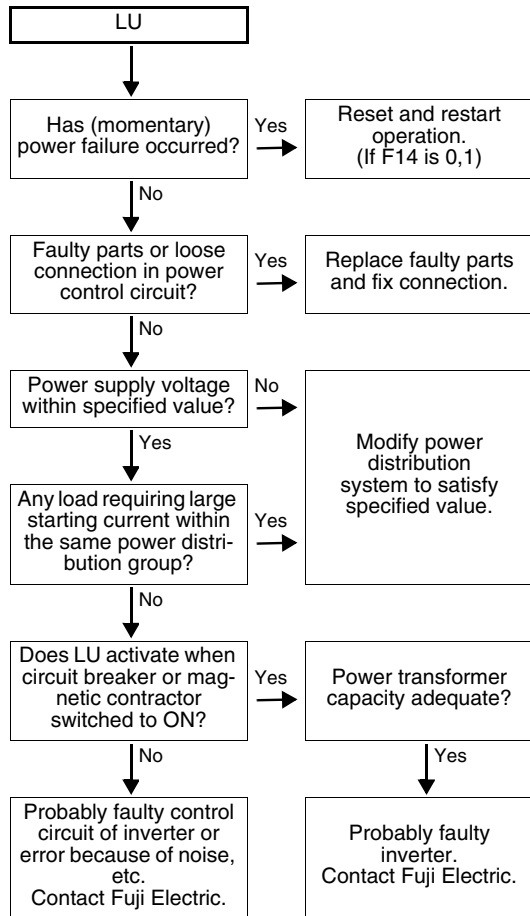 LU
Has (momentary)
power failure occurred?
Yes
Reset and restart
operation.
(If F14 is 0,1)
No
Faulty parts or loose
connection in power
control circuit?
Yes
Replace faulty parts
and fix connection.
No
Power supply voltage
within specified value?
No
Modify power
distribution
system to satisfy
specified value.
Yes
Any load requiring large
starting current within
the same power distri-
bution group?
Yes
No
Does LU activate when
circuit breaker or mag-
netic contractor
switched to ON?
Yes
Power transformer
capacity adequate?
No
Yes
Probably faulty control
circuit of inverter or
error because of noise,
etc.
Contact Fuji Electric.
Probably faulty
inverter.
Contact Fuji Electric.